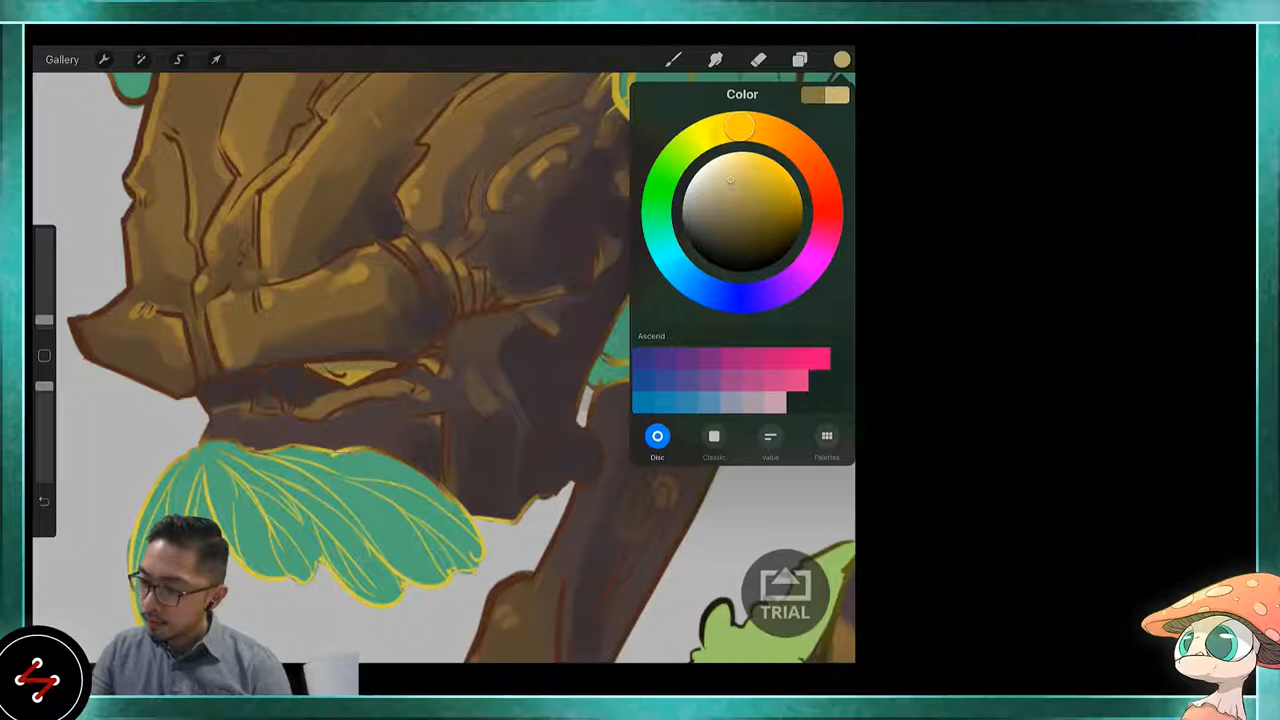 Gallery
Color
Ascend
Disc
Classic
Value
Palettes
TRIAL